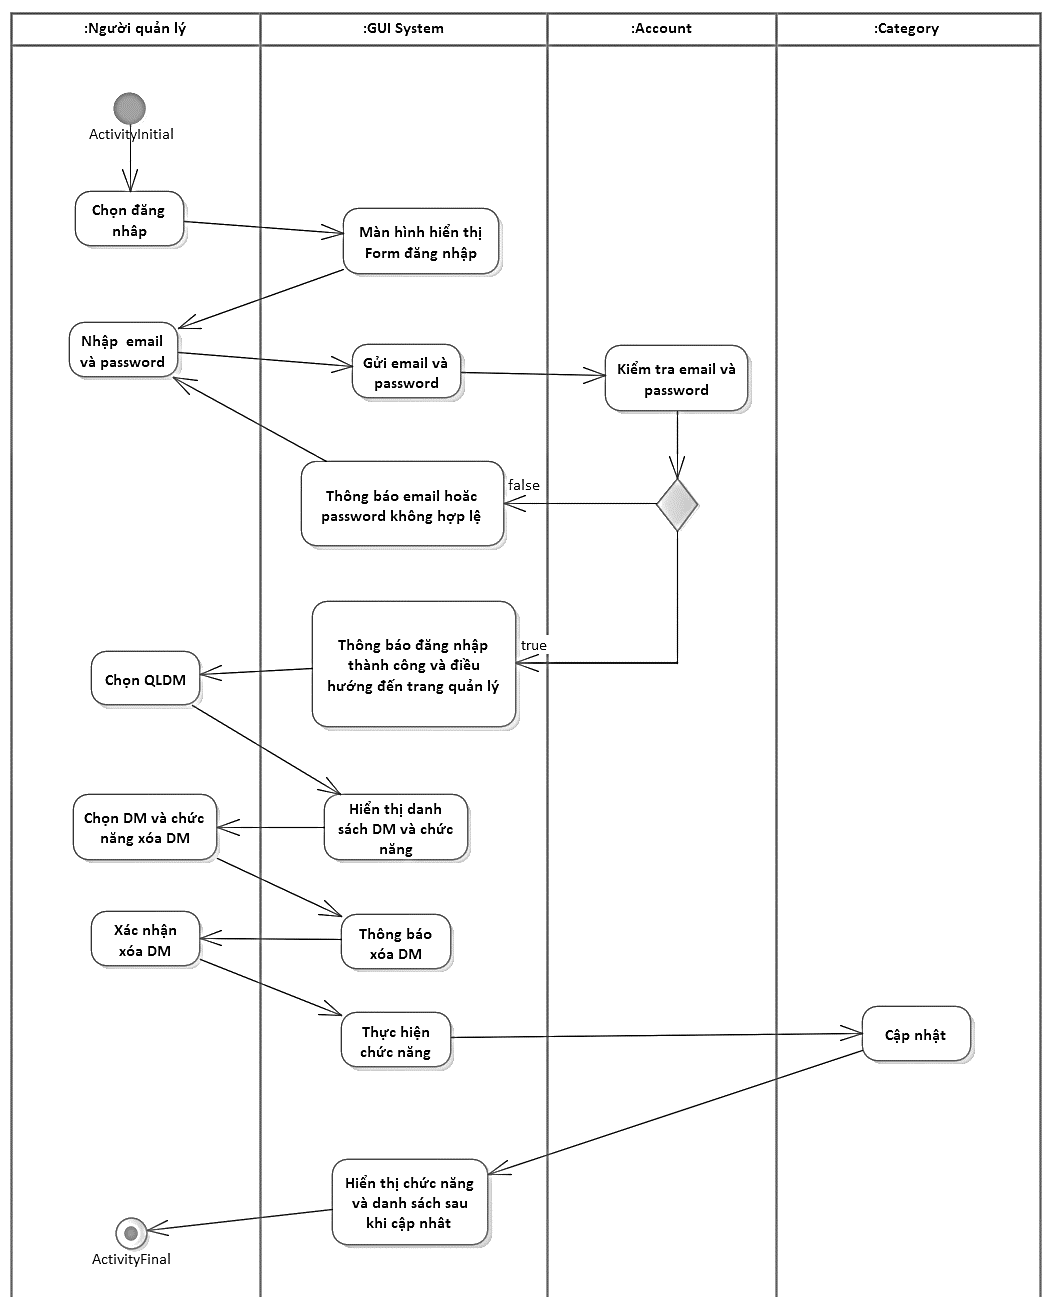 :Người quản lý
:GUI System
:Account
:Category
ActivityInitial
Chọn đăng
nhâp
Màn hình hiển thị
Form đăng nhập
Nhập email
và password
Gửi email và
password
Kiểm tra email và
password
false
Thông báo email hoăc
password không hợp lệ
true
Thông báo đăng nhập
thành công và điều
hướng đến trang quản lý
Chọn QLDM
Hiển thị danh
sách DM và chức
năng
Chọn DM và chức
năng xóa DM
Thông báo
xóa DM
Xác nhận
xóa DM
Thực hiện
chức năng
Cập nhật
Hiển thị chức năng
và danh sách sau
khi cập nhât
ActivityFinal